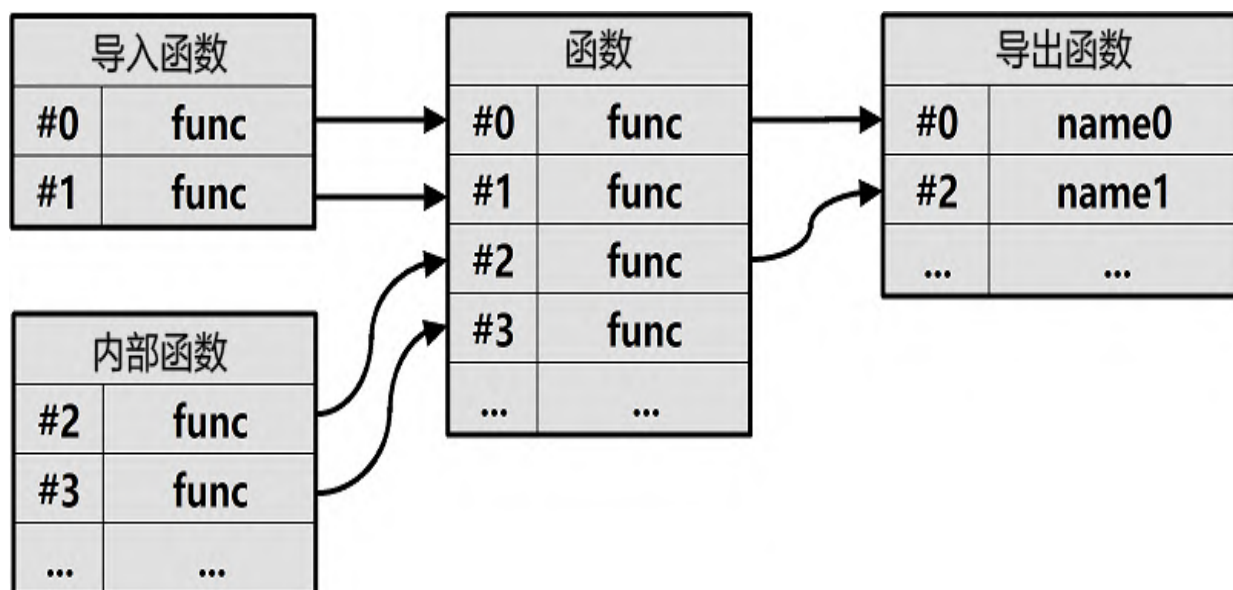 导入函数
#0 func
#1 func
内部函数
#2 func
#3 func
... ...
函数
#0 func
#1 func
#2 func
#3 func
... ...
导出函数
#0 name0
#2 name1
... ...